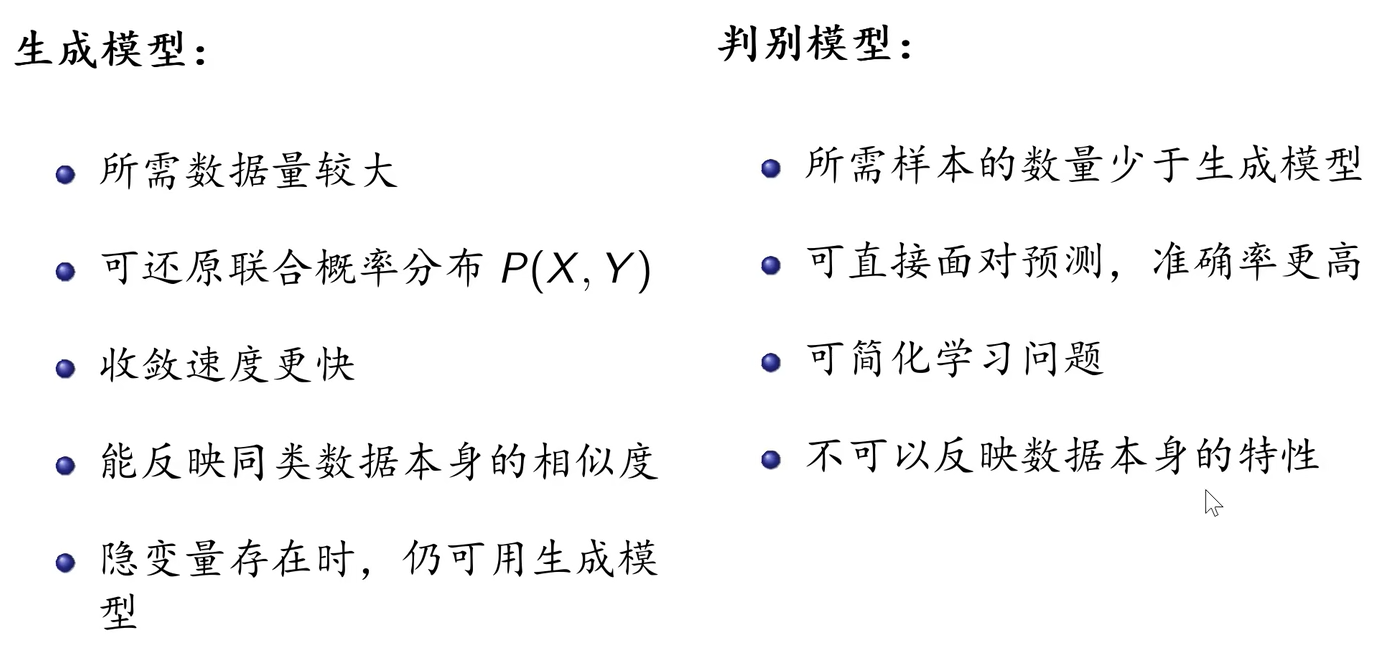 生成模型：
所需数据量较大
可还原联合概率分布 P(X, Y)
收敛速度更快
能反映同类数据本身的相似度
隐变量存在时，仍可用生成模
型
判别模型：
所需样本的数量少于生成模型
可直接面对预测，准确率更高
可简化学习问题
不可以反映数据本身的特性